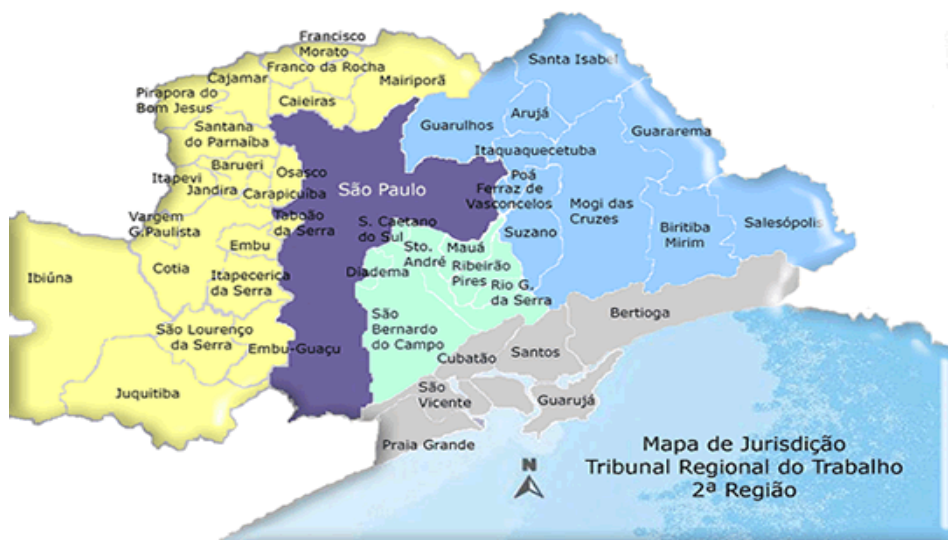 Francisco
Morato
Franco da Rocha
Santa Isabel
Cajamar
Mairiporã
Pirapora do
Bom Jesus
Caieiras
Arujá
Guarulhos
Santana
do Parnaíba
Guararema
Itaquaquecetuba
Barueri
Osasco
Poá
Itapevi
Jandira
Carapicuíba
São Paulo
Ferraz de
Vasconcelos
Mogi das
Cruzes
Vargem
G.Paulista
Taboão
da Serra
S. Caetano
do Sul
Suzano
Biritiba
Mirim
Salesópolis
Embu
Sto.
André
Mauá
Ibiúna
Cotia
Itapecerica
da Serra
Diadema
Ribeirão
Pires
Rio G.
da Serra
São
Bernardo
do Campo
Bertioga
São Lourenço
da Serra
Embu-Guaçu
Cubatão
Santos
Juquitiba
São
Vicente
Guarujá
Praia Grande
N
Mapa de Jurisdição
Tribunal Regional do Trabalho
2ª Região